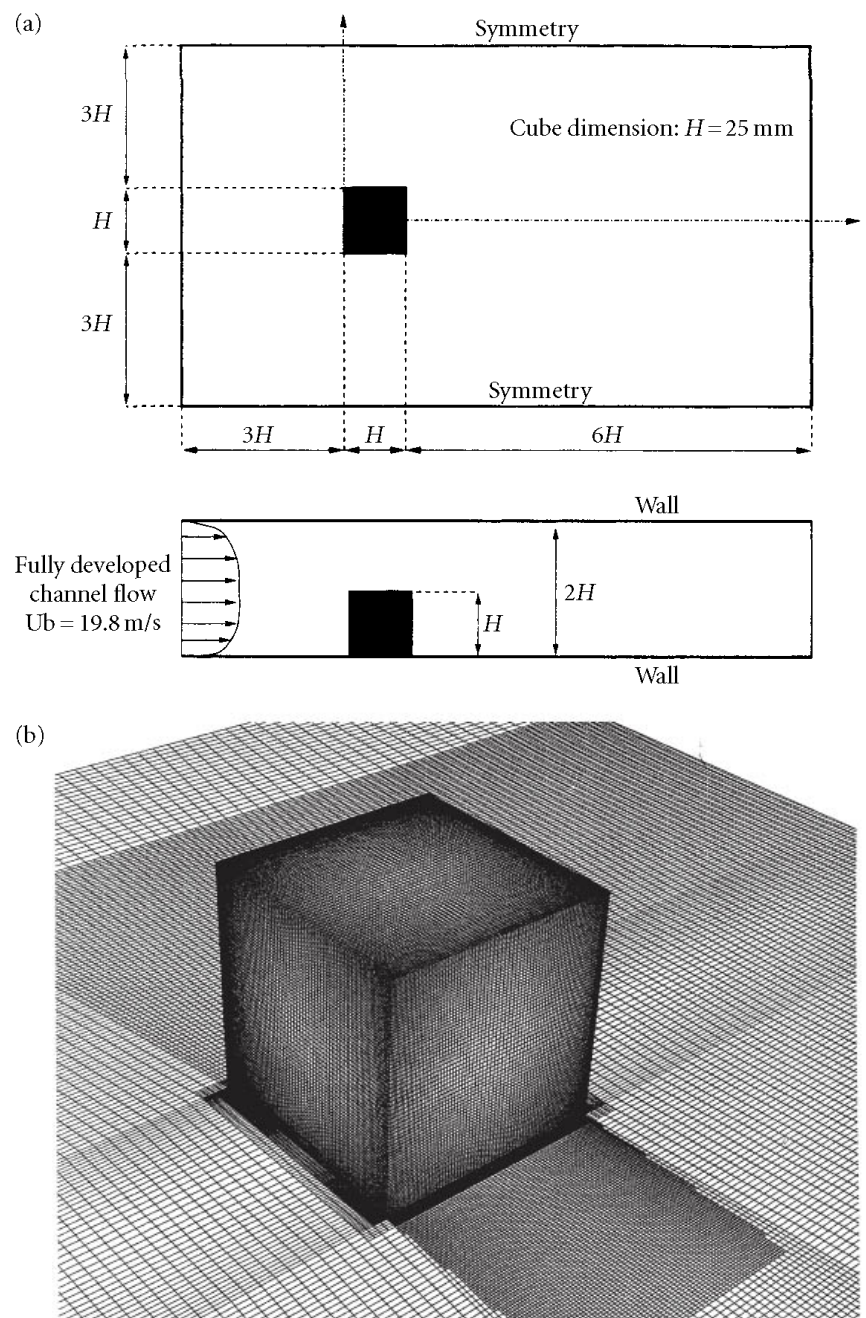 (a)
Symmetry
3H
Cube dimension: H = 25 mm
H
3H
Symmetry
3H
H
6H
Wall
Fully developed
channel flow
Ub = 19.8 m/s
2H
H
Wall
(b)